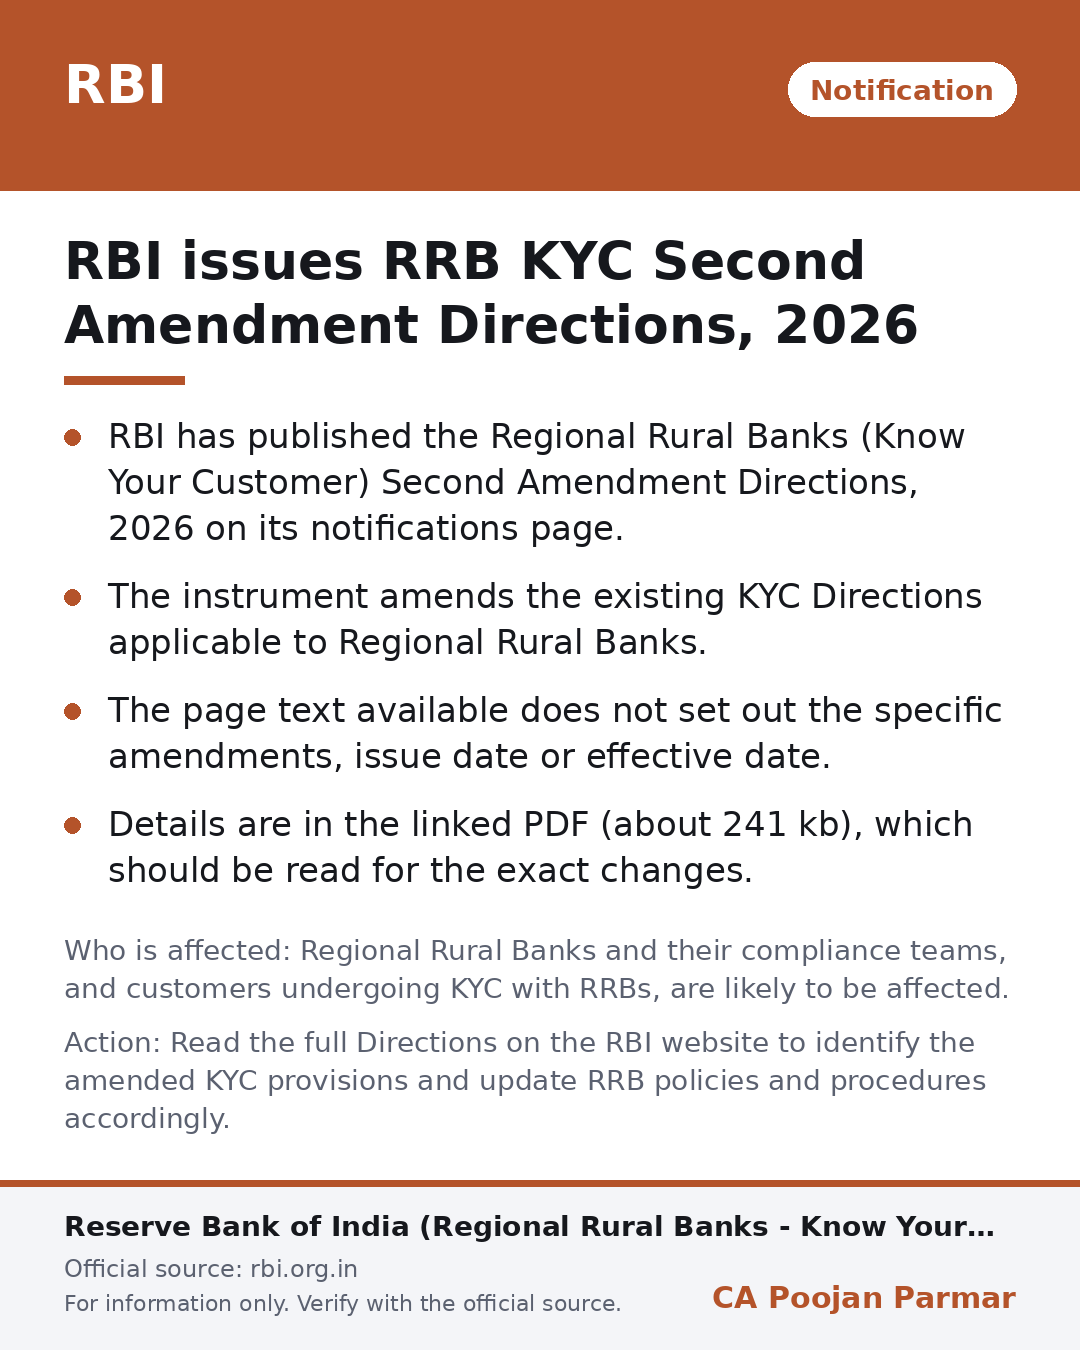 RBI
Notification
RBI issues RRB KYC Second
Amendment Directions, 2026
RBI has published the Regional Rural Banks (Know
Your Customer) Second Amendment Directions,
2026 on its notifications page.
The instrument amends the existing KYC Directions
applicable to Regional Rural Banks.
The page text available does not set out the specific
amendments, issue date or effective date.
Details are in the linked PDF (about 241 kb), which
should be read for the exact changes.
Who is affected: Regional Rural Banks and their compliance teams,
and customers undergoing KYC with RRBs, are likely to be affected.
Action: Read the full Directions on the RBI website to identify the
amended KYC provisions and update RRB policies and procedures
accordingly.
Reserve Bank of India (Regional Rural Banks - Know Your...
Official source: rbi.org.in
For information only. Verify with the official source.
CA Poojan Parmar